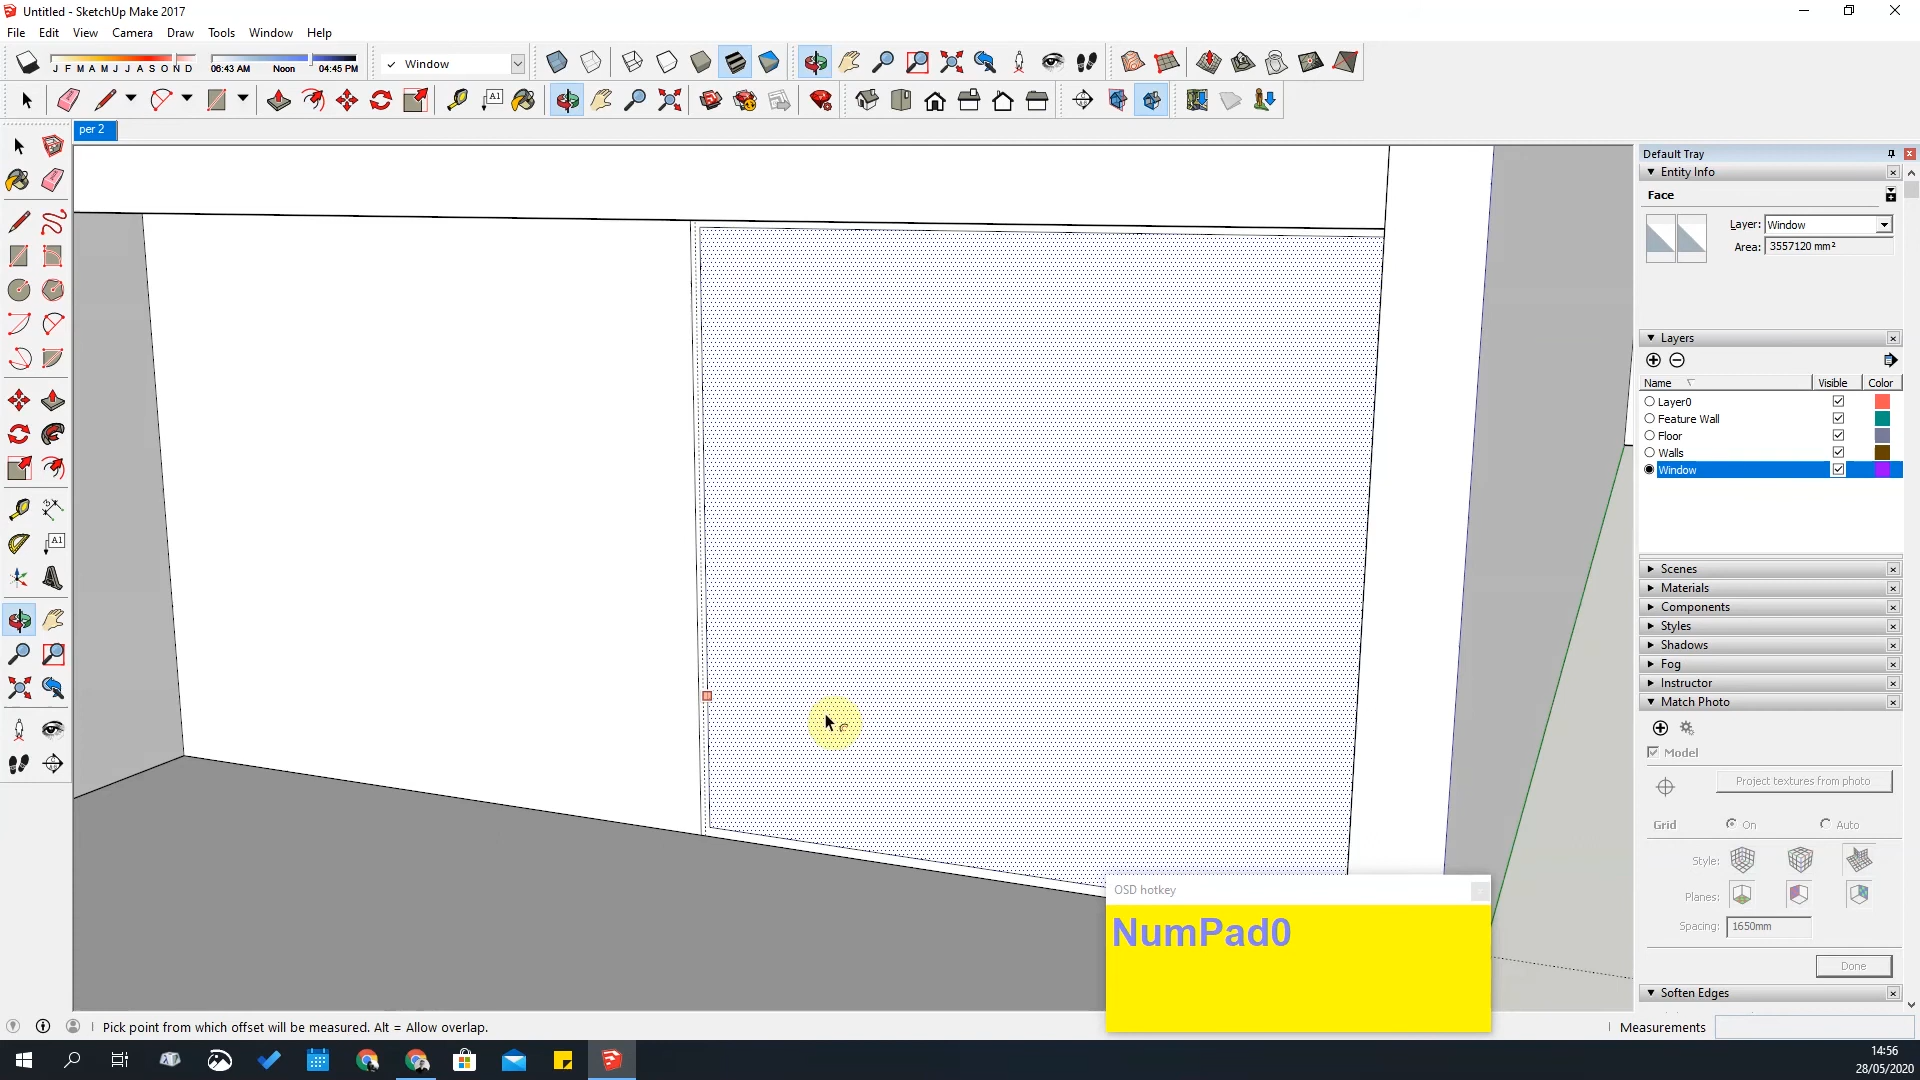 Untitled - SketchUp Make 2017
File Edit View Camera Draw Tools Window Help
J F M A M J J A S O N D 06:43 AM Noon 04:45 PM Window
A1
per 2
Default Tray
Entity Info
Face
Layer: Window
Area: 3557120 mm²
Layers
Name Visible Color
Layer0
Feature Wall
Floor
Walls
Window
A1
Scenes
Materials
Components
Styles
Shadows
Fog
Instructor
Match Photo
Model
Project textures from photo
Grid On Auto
Style:
Planes:
Spacing: 1650mm
Done
Soften Edges
OSD hotkey
NumPad0
Pick point from which offset will be measured. Alt = Allow overlap.
Measurements
14:56
28/05/2020